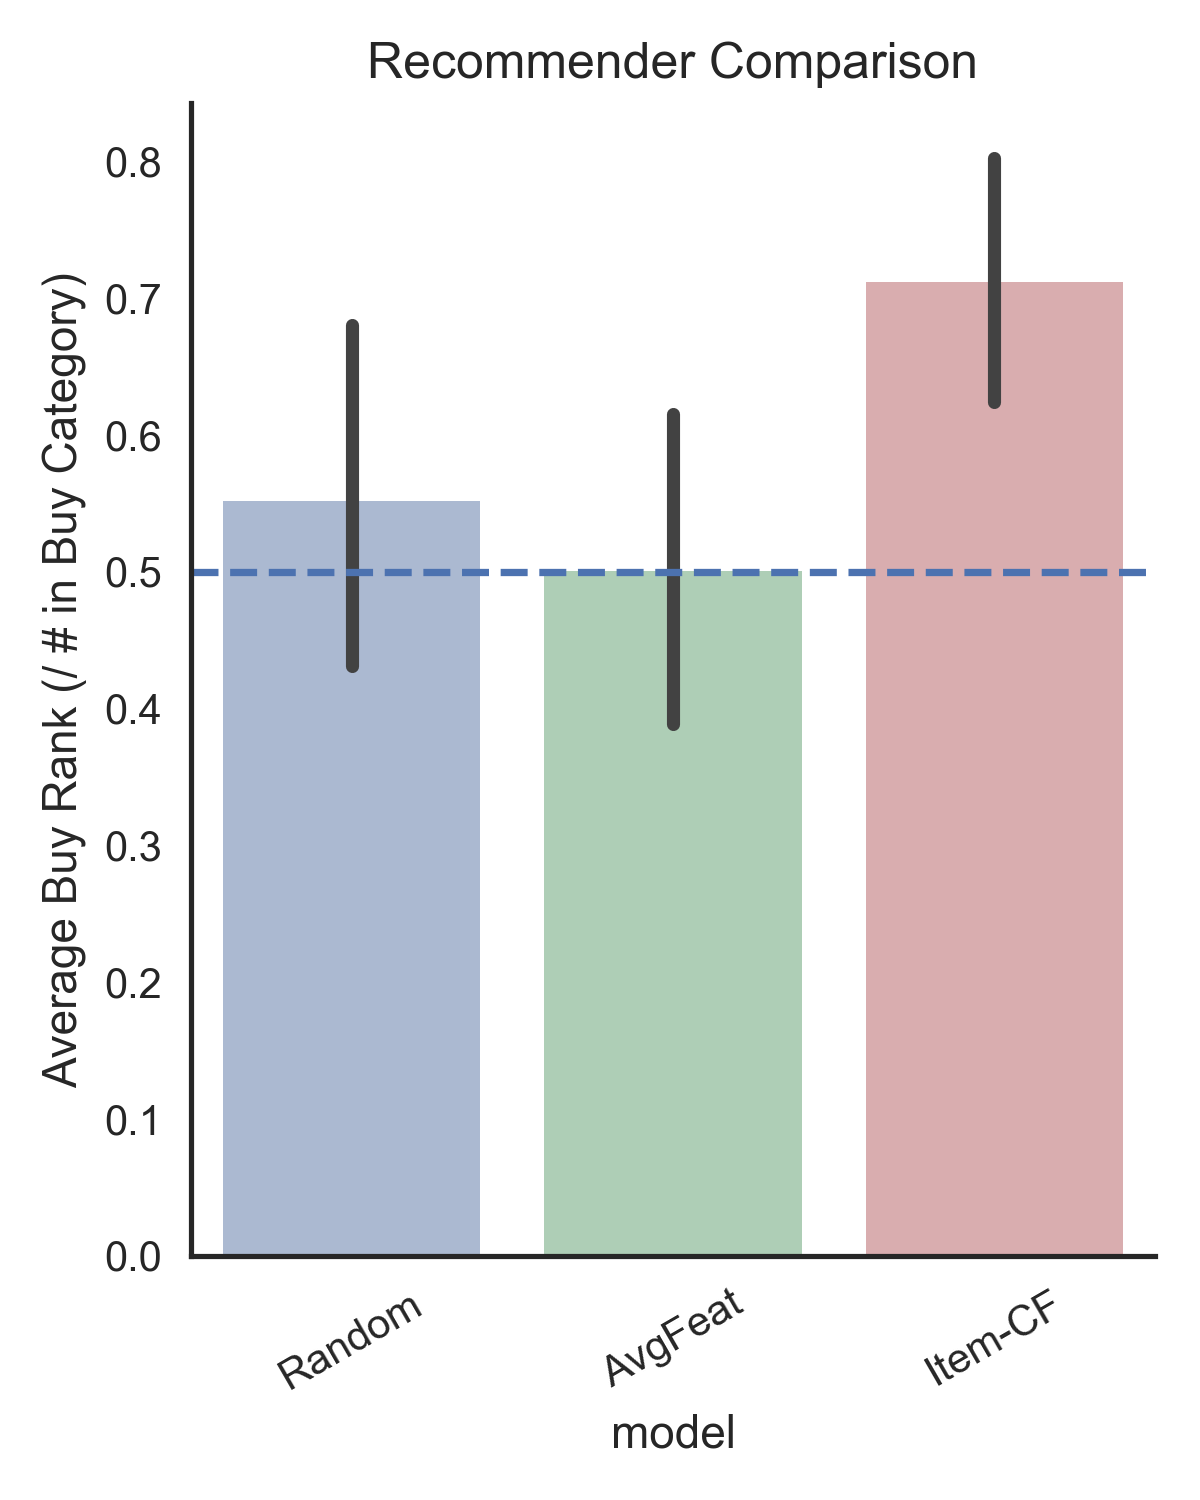 Recommender Comparison
Average Buy Rank (/ # in Buy Category)
0.8
0.7
0.6
0.5
0.4
0.3
0.2
0.1
0.0
Random
AvgFeat
Item-CF
model